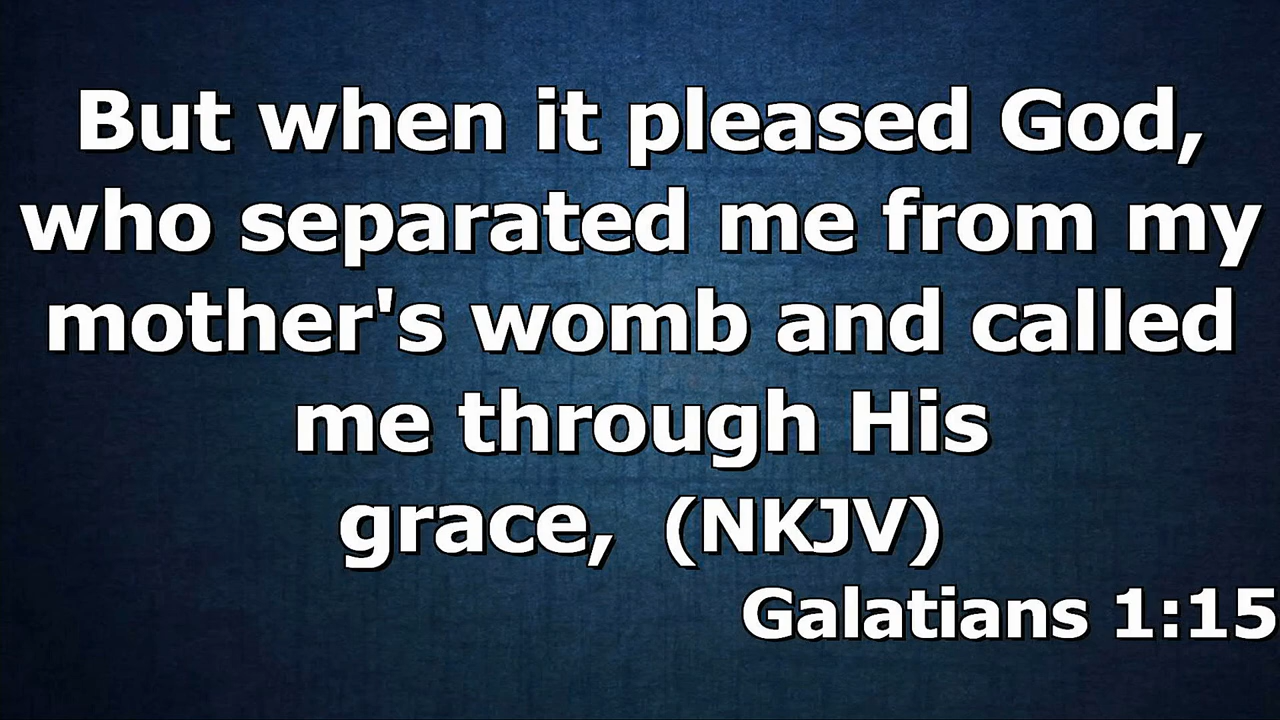 But when it pleased God,
who separated me from my
mother's womb and called
me through His
grace, (NKJV)
Galatians 1:15